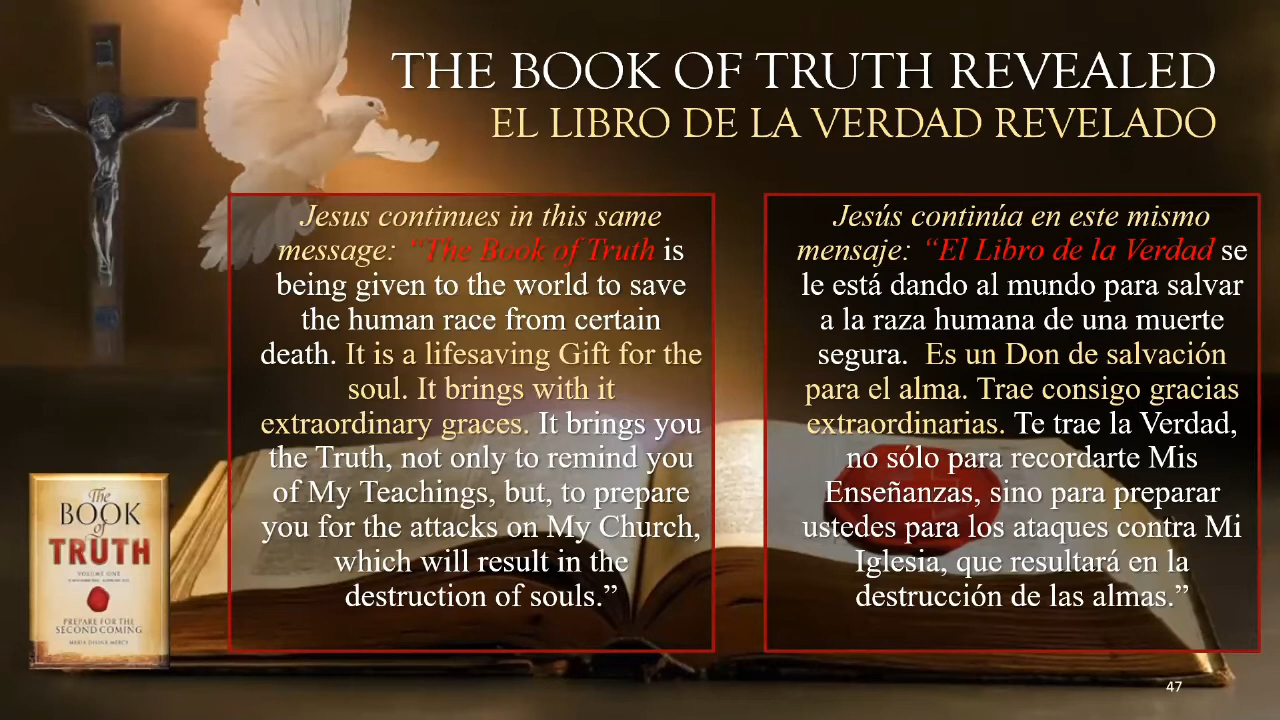 THE BOOK OF TRUTH REVEALED
EL LIBRO DE LA VERDAD REVELADO
Jesus continues in this same
message: “The Book of Truth is
being given to the world to save
the human race from certain
death. It is a lifesaving Gift for the
soul. It brings with it
extraordinary graces. It brings you
the Truth, not only to remind you
of My Teachings, but, to prepare
you for the attacks on My Church,
which will result in the
destruction of souls.”
Jesús continúa en este mismo
mensaje: “El Libro de la Verdad se
le está dando al mundo para salvar
a la raza humana de una muerte
segura. Es un Don de salvación
para el alma. Trae consigo gracias
extraordinarias. Te trae la Verdad,
no sólo para recordarte Mis
Enseñanzas, sino para preparar
ustedes para los ataques contra Mi
Iglesia, que resultará en la
destrucción de las almas.”
The
BOOK
of
TRUTH
VOLUME ONE
PREPARE FOR THE
SECOND COMING
MARIA DIVINE MERCY
47